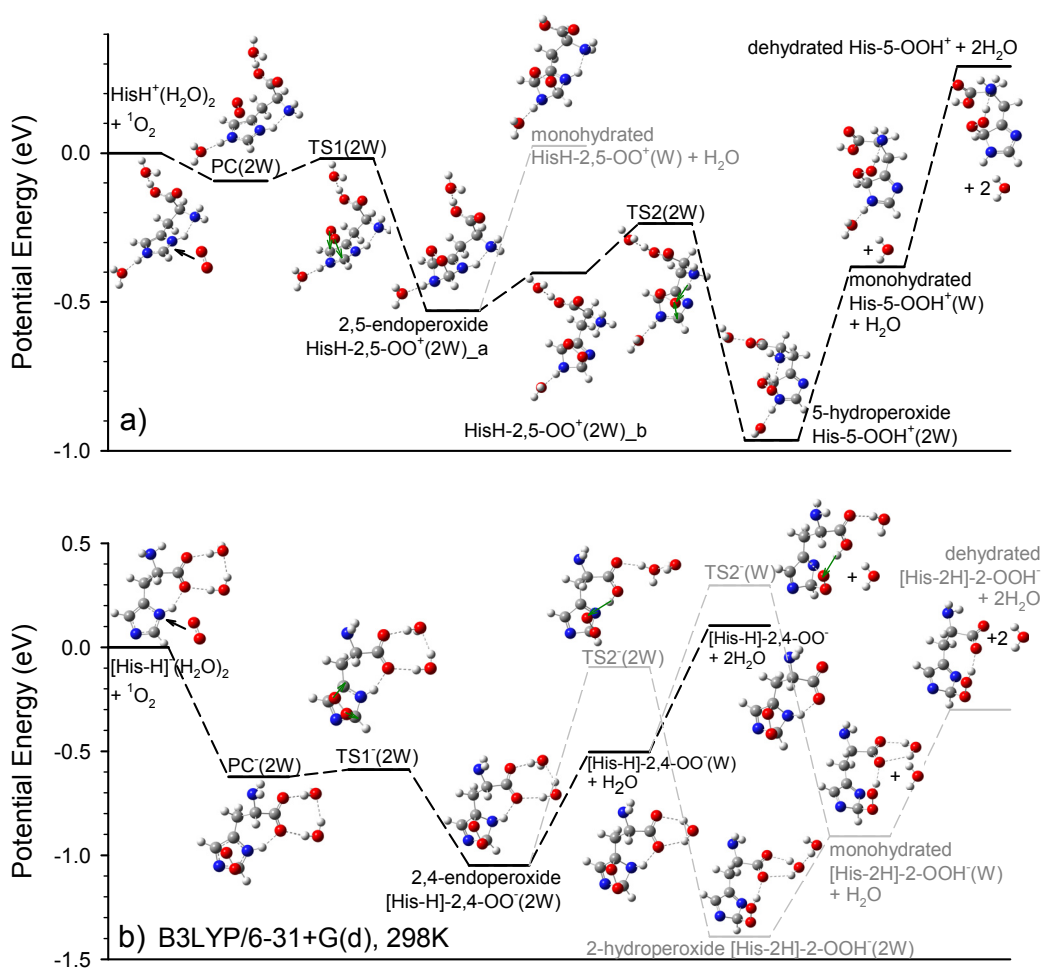 Potential Energy (eV)
0.0
-0.5
-1.0
HisH⁺(H₂O)₂
+ ¹O₂
PC(2W)
TS1(2W)
2,5-endoperoxide
HisH-2,5-OO⁺(2W)_a
monohydrated
HisH-2,5-OO⁺(W) + H₂O
HisH-2,5-OO⁺(2W)_b
TS2(2W)
5-hydroperoxide
His-5-OOH⁺(2W)
+
monohydrated
His-5-OOH⁺(W)
+ H₂O
dehydrated His-5-OOH⁺ + 2H₂O
+ 2
a)
Potential Energy (eV)
0.5
0.0
-0.5
-1.0
-1.5
[His-H]⁻(H₂O)₂
+ ¹O₂
PC⁻(2W)
TS1⁻(2W)
2,4-endoperoxide
[His-H]-2,4-OO⁻(2W)
TS2⁻(2W)
[His-H]-2,4-OO⁻(W)
+ H₂O
TS2⁻(W)
+
[His-H]-2,4-OO⁻
+ 2H₂O
2-hydroperoxide [His-2H]-2-OOH⁻(2W)
+
monohydrated
[His-2H]-2-OOH⁻(W)
+ H₂O
dehydrated
[His-2H]-2-OOH⁻
+ 2H₂O
+2
b) B3LYP/6-31+G(d), 298K